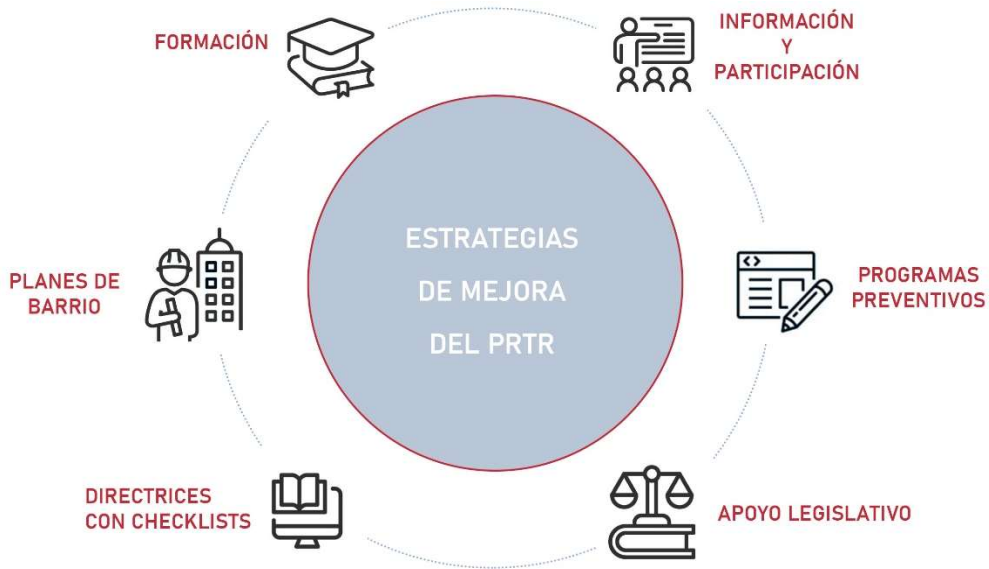 FORMACIÓN
INFORMACIÓN
Y
PARTICIPACIÓN
PLANES DE
BARRIO
ESTRATEGIAS
DE MEJORA
DEL PRTR
PROGRAMAS
PREVENTIVOS
DIRECTRICES
CON CHECKLISTS
APOYO LEGISLATIVO